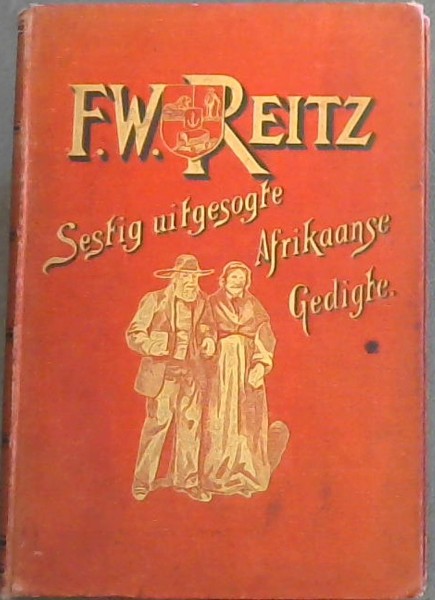 F.W. REITZ
Sestig uitgesogte
Afrikaanse
Gedigte.